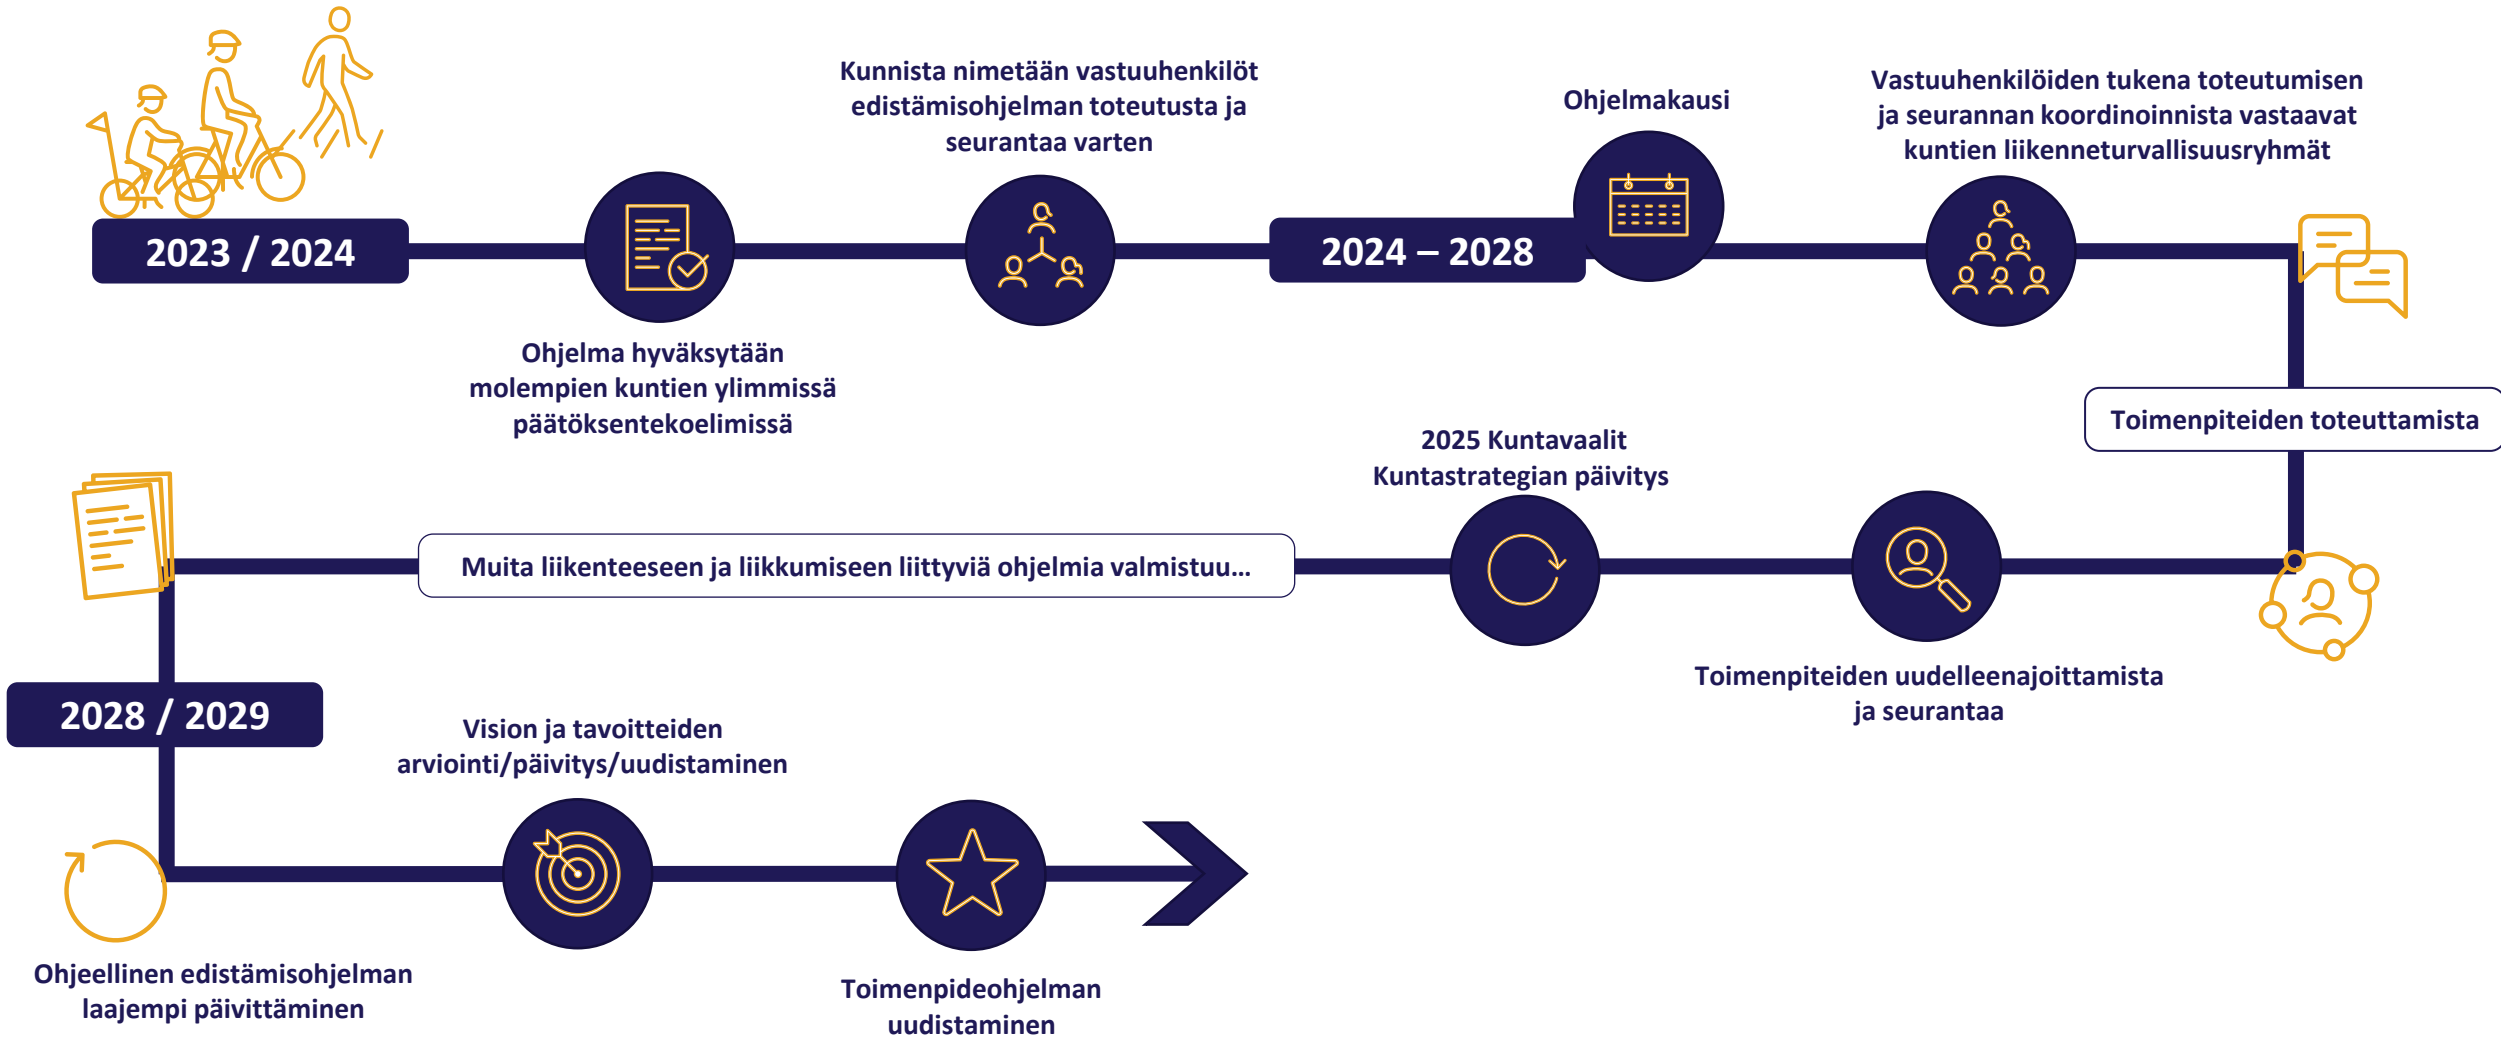 2023 / 2024
Ohjelma hyväksytään
molempien kuntien ylimmissä
päätöksentekoelimissä
Kunnista nimetään vastuuhenkilöt
edistämisohjelman toteutusta ja
seurantaa varten
2024 – 2028
Ohjelmakausi
Vastuuhenkilöiden tukena toteutumisen
ja seurannan koordinoinnista vastaavat
kuntien liikenneturvallisuusryhmät
Toimenpiteiden toteuttamista
Toimenpiteiden uudelleenajoittamista
ja seurantaa
2025 Kuntavaalit
Kuntastrategian päivitys
Muita liikenteeseen ja liikkumiseen liittyviä ohjelmia valmistuu…
2028 / 2029
Ohjeellinen edistämisohjelman
laajempi päivittäminen
Vision ja tavoitteiden
arviointi/päivitys/uudistaminen
Toimenpideohjelman
uudistaminen